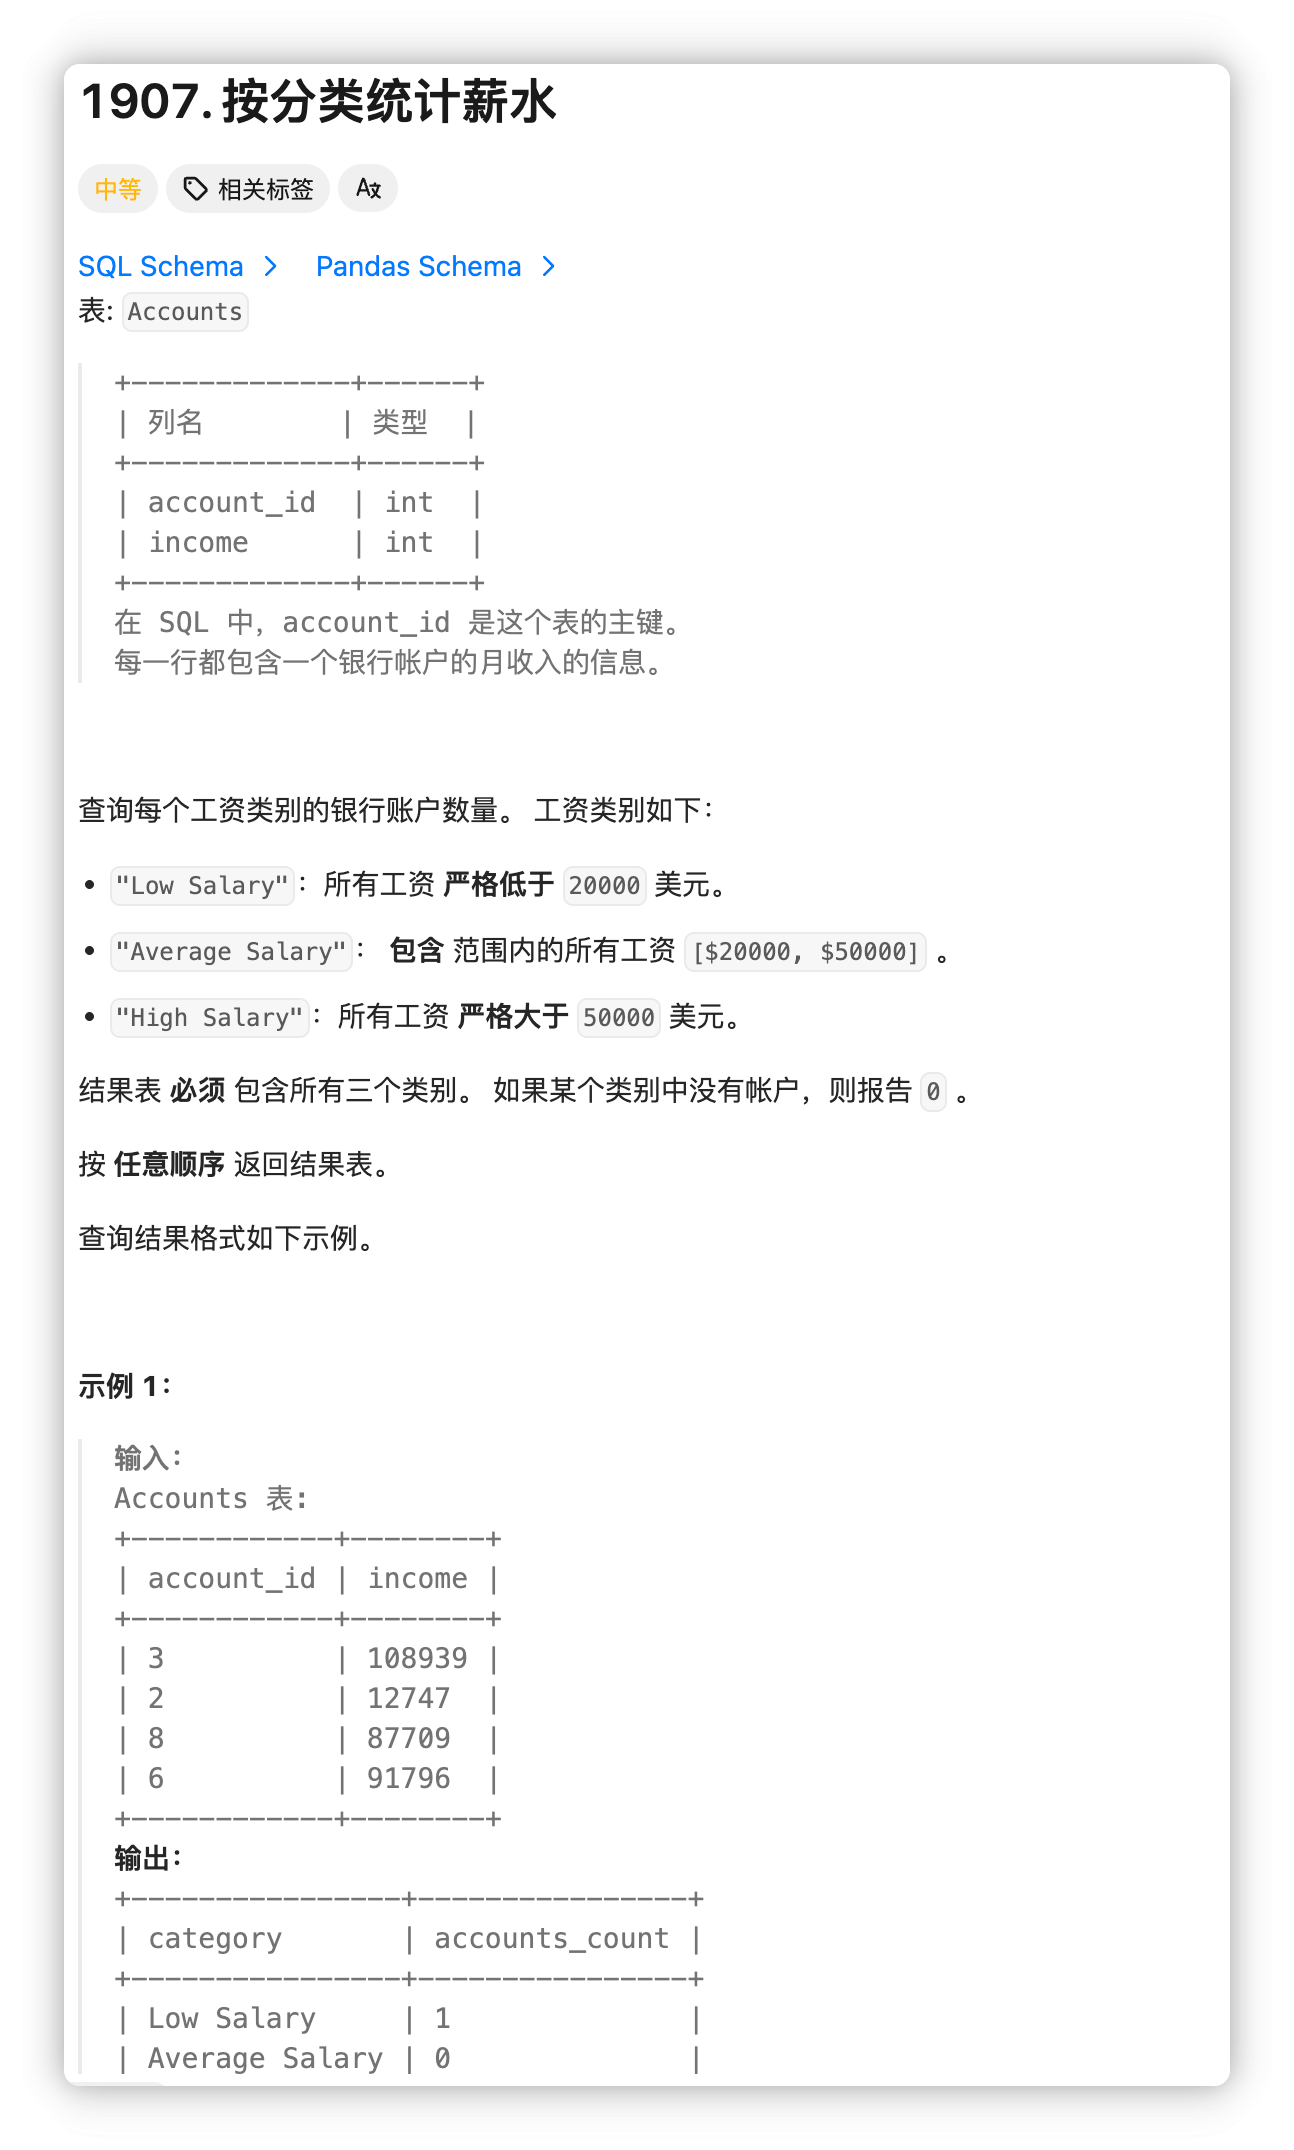 1907. 按分类统计薪水
中等 相关标签
SQL Schema > Pandas Schema >
表: Accounts
+-------------+------+
| 列名        | 类型  |
+-------------+------+
| account_id  | int  |
| income      | int  |
+-------------+------+
在 SQL 中，account_id 是这个表的主键。
每一行都包含一个银行帐户的月收入的信息。
查询每个工资类别的银行账户数量。 工资类别如下：
• "Low Salary"：所有工资 严格低于 20000 美元。
• "Average Salary"： 包含 范围内的所有工资 [$20000, $50000] 。
• "High Salary"：所有工资 严格大于 50000 美元。
结果表 必须 包含所有三个类别。 如果某个类别中没有帐户，则报告 0 。
按 任意顺序 返回结果表。
查询结果格式如下示例。
示例 1：
输入：
Accounts 表:
+------------+--------+
| account_id | income |
+------------+--------+
| 3          | 108939 |
| 2          | 12747  |
| 8          | 87709  |
| 6          | 91796  |
+------------+--------+
输出：
+----------------+----------------+
| category       | accounts_count |
+----------------+----------------+
| Low Salary     | 1              |
| Average Salary | 0              |